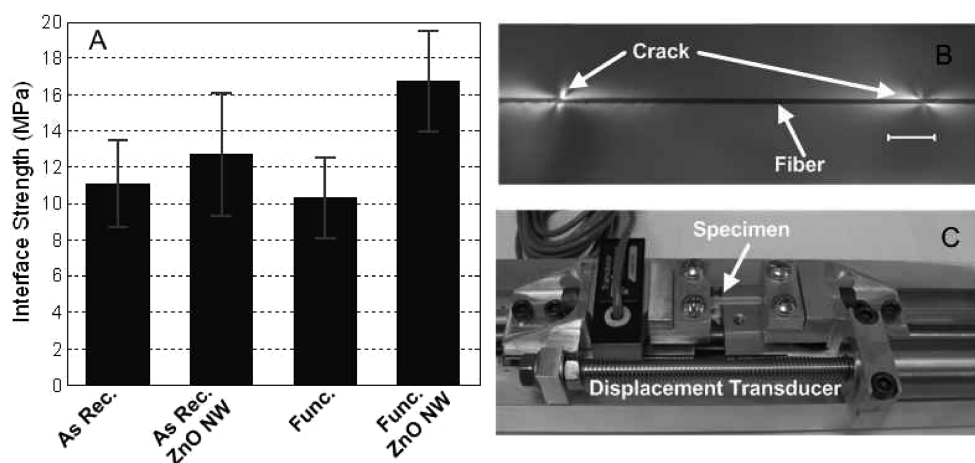 A
Interface Strength (MPa)
20
18
16
14
12
10
8
6
4
2
0
As Rec.
As Rec.
ZnO NW
Func.
Func.
ZnO NW
B
Crack
Fiber
C
Specimen
Displacement Transducer